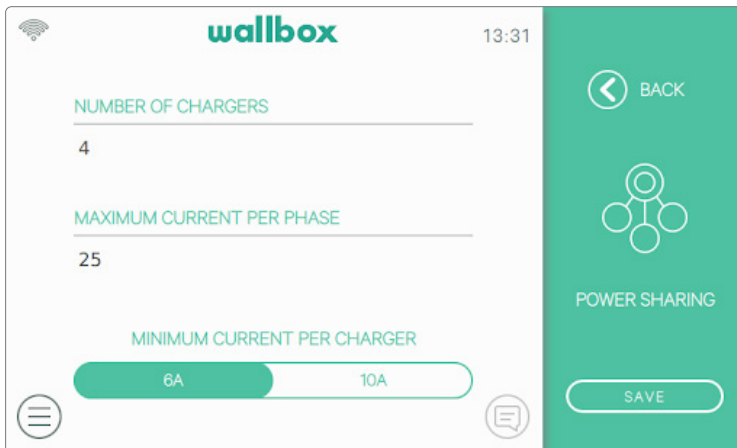 wallbox
13:31
NUMBER OF CHARGERS
4
MAXIMUM CURRENT PER PHASE
25
MINIMUM CURRENT PER CHARGER
6A
10A
BACK
POWER SHARING
SAVE